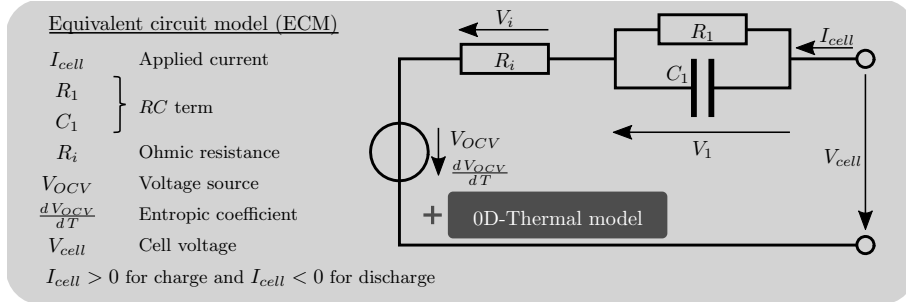 Equivalent circuit model (ECM)
I_cell Applied current
R_1
C_1
RC term
R_i Ohmic resistance
V_OCV Voltage source
dV_OCV/dT Entropic coefficient
V_cell Cell voltage
I_cell > 0 for charge and I_cell < 0 for discharge
V_i
R_i
R_1
C_1
I_cell
V_1
V_OCV
dV_OCV/dT
V_cell
+ 0D-Thermal model